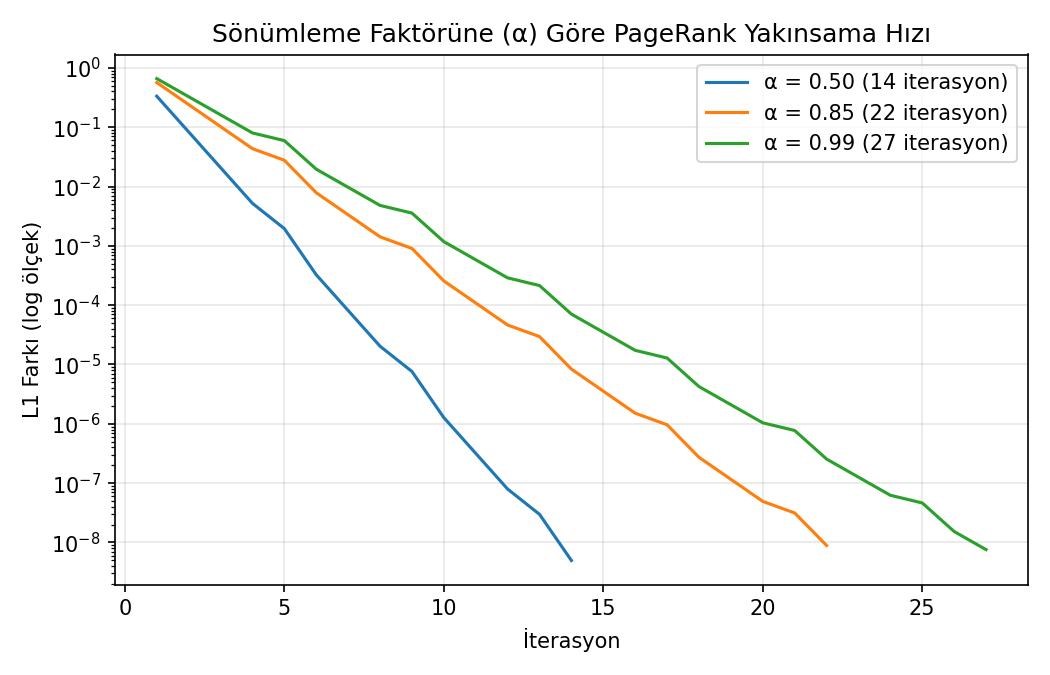 Sönümleme Faktörüne (α) Göre PageRank Yakınsama Hızı
α = 0.50 (14 iterasyon)
α = 0.85 (22 iterasyon)
α = 0.99 (27 iterasyon)
L1 Farkı (log ölçek)
10⁰
10⁻¹
10⁻²
10⁻³
10⁻⁴
10⁻⁵
10⁻⁶
10⁻⁷
10⁻⁸
0 5 10 15 20 25
İterasyon